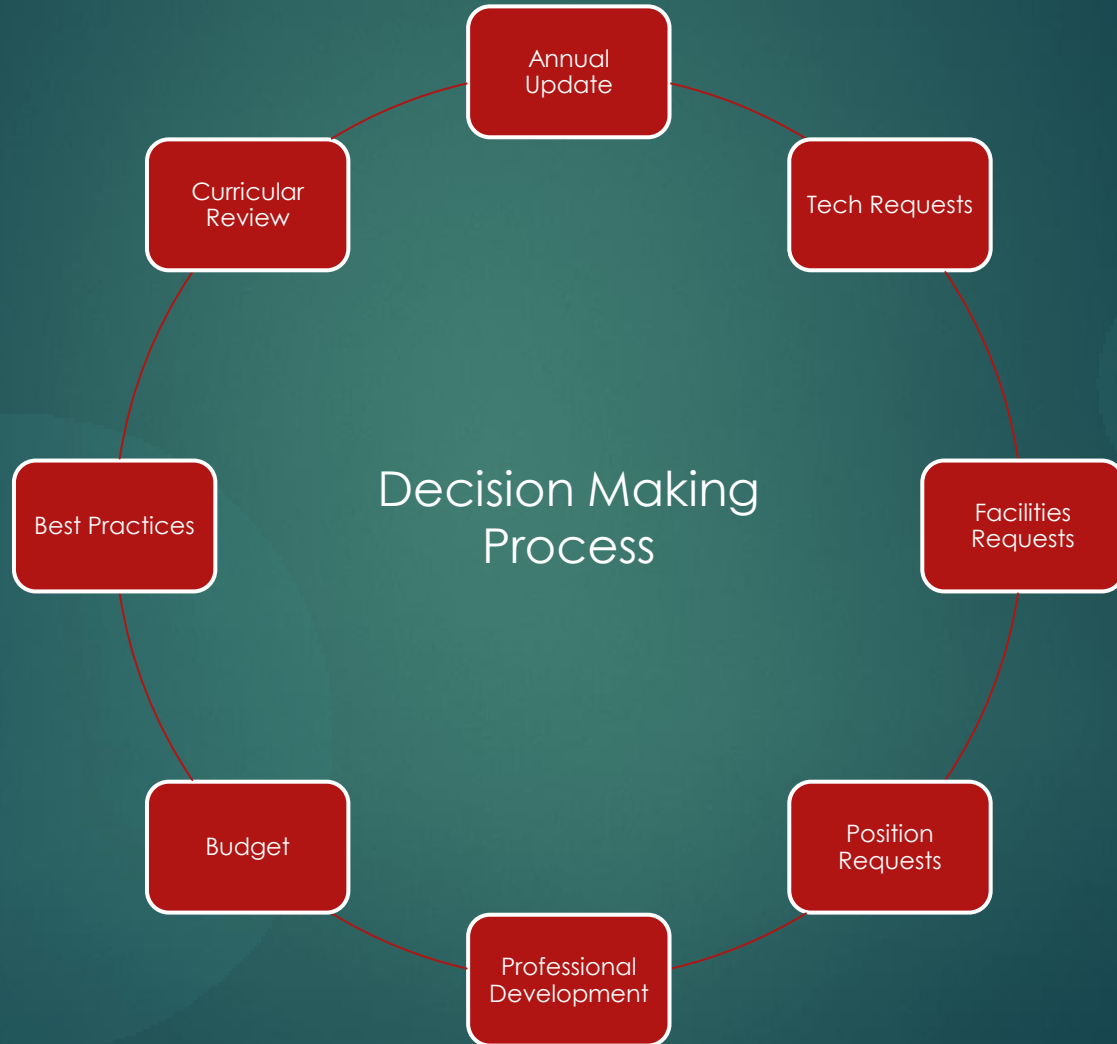 Annual
Update
Tech Requests
Facilities
Requests
Position
Requests
Professional
Development
Budget
Best Practices
Curricular
Review
Decision Making
Process